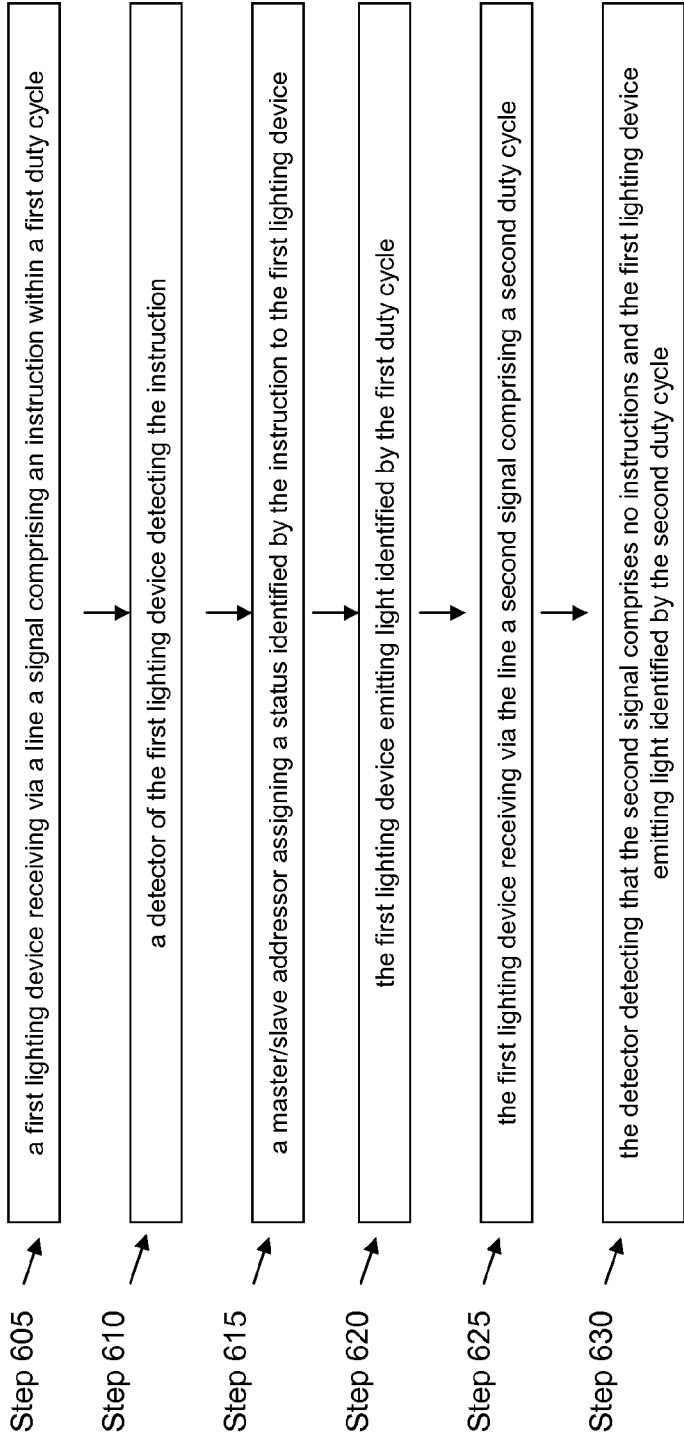 Step 605
a first lighting device receiving via a line a signal comprising an instruction within a first duty cycle
Step 610
a detector of the first lighting device detecting the instruction
Step 615
a master/slave addressor assigning a status identified by the instruction to the first lighting device
Step 620
the first lighting device emitting light identified by the first duty cycle
Step 625
the first lighting device receiving via the line a second signal comprising a second duty cycle
Step 630
the detector detecting that the second signal comprises no instructions and the first lighting device
emitting light identified by the second duty cycle